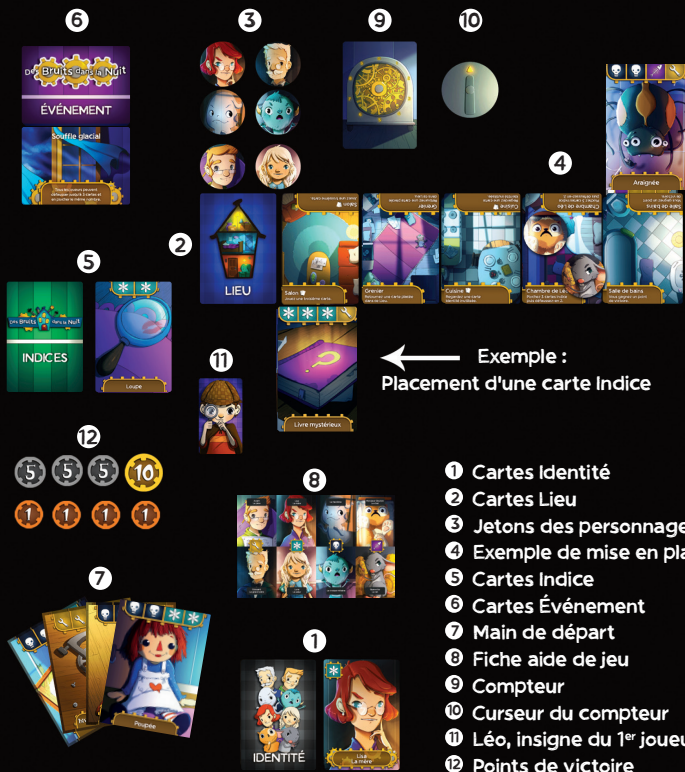 6
3
9
10
Des Bruits dans la Nuit
ÉVÉNEMENT
Souffle glacial
4
Araignée
2
LIEU
Salon
Grenier
Cuisine
Chambre de Léo
Salle de bains
5
Des Bruits dans la Nuit
INDICES
Loupe
11
Livre mystérieux
Exemple :
Placement d'une carte Indice
12
5 5 5 10
1 1 1 1
8
7
Poupée
1
IDENTITÉ
Lisa
La mère
1 Cartes Identité
2 Cartes Lieu
3 Jetons des personnage
4 Exemple de mise en pla
5 Cartes Indice
6 Cartes Événement
7 Main de départ
8 Fiche aide de jeu
9 Compteur
10 Curseur du compteur
11 Léo, insigne du 1er joueu
12 Points de victoire